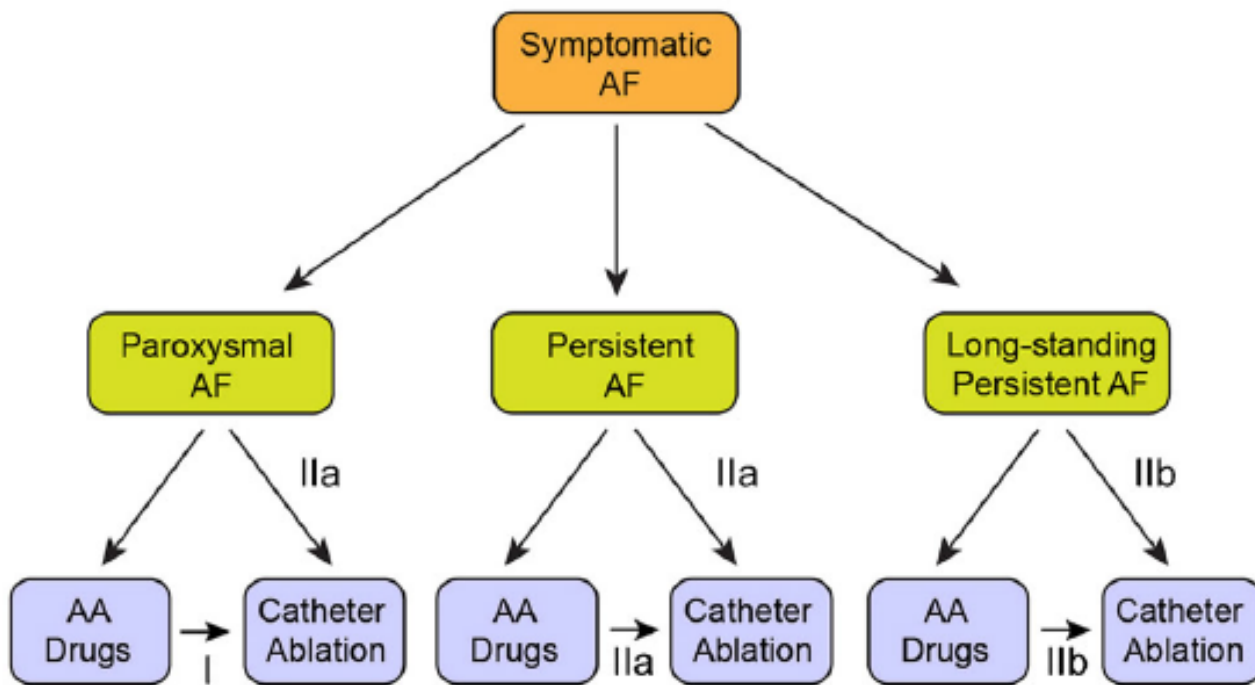 Symptomatic
AF
Paroxysmal
AF
Persistent
AF
Long-standing
Persistent AF
IIa
IIa
IIb
AA
Drugs
I
Catheter
Ablation
AA
Drugs
IIa
Catheter
Ablation
AA
Drugs
IIb
Catheter
Ablation